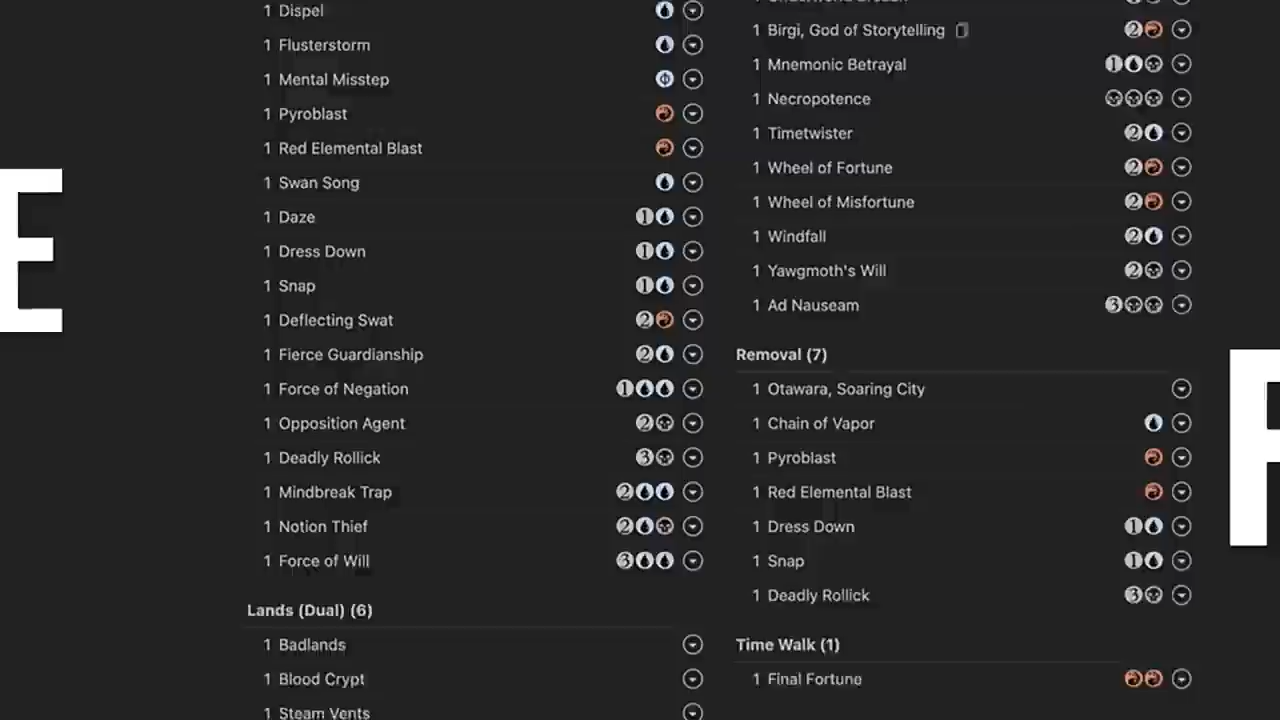 1 Dispel
1 Flusterstorm
1 Mental Misstep
1 Pyroblast
1 Red Elemental Blast
1 Swan Song
1 Daze
1 Dress Down
1 Snap
1 Deflecting Swat
1 Fierce Guardianship
1 Force of Negation
1 Opposition Agent
1 Deadly Rollick
1 Mindbreak Trap
1 Notion Thief
1 Force of Will
Lands (Dual) (6)
1 Badlands
1 Blood Crypt
1 Steam Vents
1 Birgi, God of Storytelling
1 Mnemonic Betrayal
1 Necropotence
1 Timetwister
1 Wheel of Fortune
1 Wheel of Misfortune
1 Windfall
1 Yawgmoth's Will
1 Ad Nauseam
Removal (7)
1 Otawara, Soaring City
1 Chain of Vapor
1 Pyroblast
1 Red Elemental Blast
1 Dress Down
1 Snap
1 Deadly Rollick
Time Walk (1)
1 Final Fortune
E